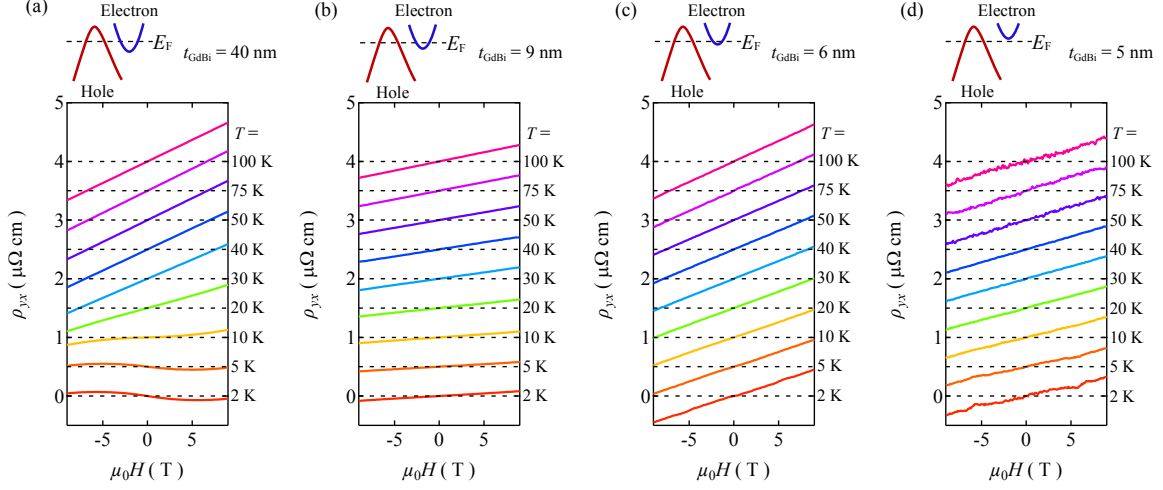 (a)
Electron
E_F
t_GdBi = 40 nm
Hole
5
4
3
2
1
0
T =
100 K
75 K
50 K
40 K
30 K
20 K
10 K
5 K
2 K
-5
0
5
ρ_yx ( μΩ cm )
μ_0H ( T )
(b)
Electron
E_F
t_GdBi = 9 nm
Hole
5
4
3
2
1
0
T =
100 K
75 K
50 K
40 K
30 K
20 K
10 K
5 K
2 K
-5
0
5
ρ_yx ( μΩ cm )
μ_0H ( T )
(c)
Electron
E_F
t_GdBi = 6 nm
Hole
5
4
3
2
1
0
T =
100 K
75 K
50 K
40 K
30 K
20 K
10 K
5 K
2 K
-5
0
5
ρ_yx ( μΩ cm )
μ_0H ( T )
(d)
Electron
E_F
t_GdBi = 5 nm
Hole
5
4
3
2
1
0
T =
100 K
75 K
50 K
40 K
30 K
20 K
10 K
5 K
2 K
-5
0
5
ρ_yx ( μΩ cm )
μ_0H ( T )